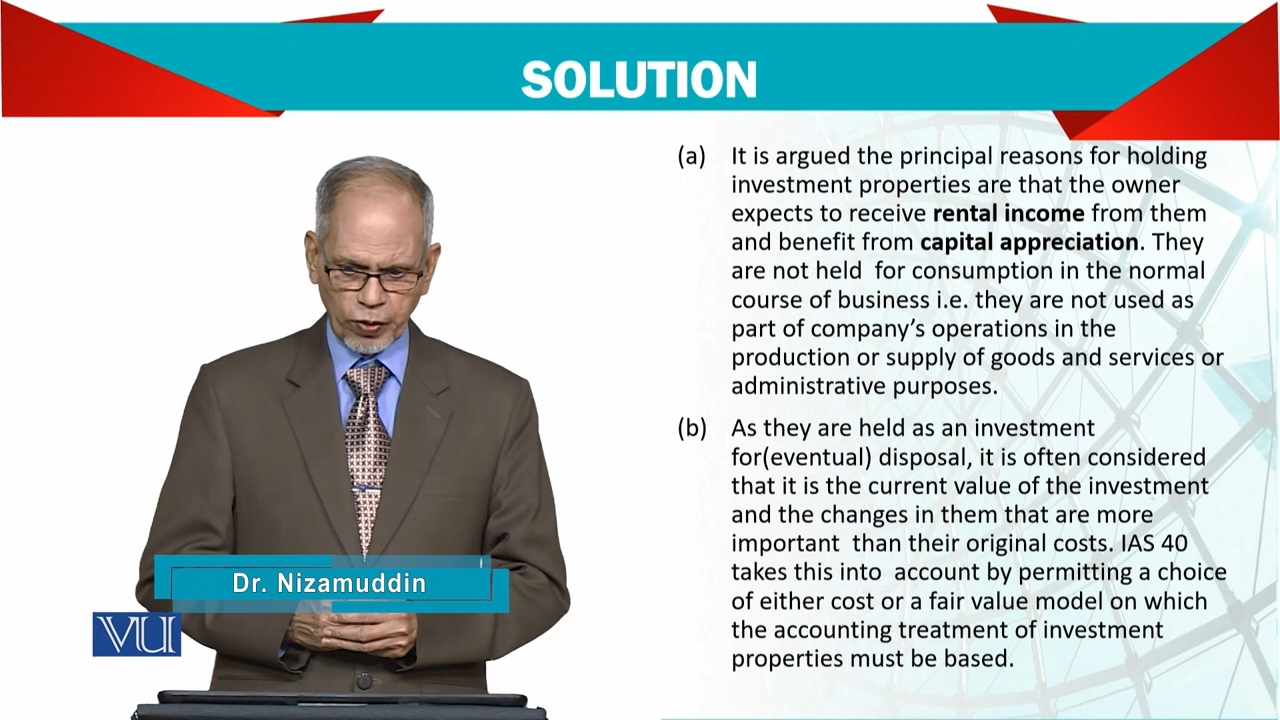 SOLUTION
(a) It is argued the principal reasons for holding
investment properties are that the owner
expects to receive rental income from them
and benefit from capital appreciation. They
are not held for consumption in the normal
course of business i.e. they are not used as
part of company's operations in the
production or supply of goods and services or
administrative purposes.
(b) As they are held as an investment
for(eventual) disposal, it is often considered
that it is the current value of the investment
and the changes in them that are more
important than their original costs. IAS 40
takes this into account by permitting a choice
of either cost or a fair value model on which
the accounting treatment of investment
properties must be based.
Dr. Nizamuddin
VU